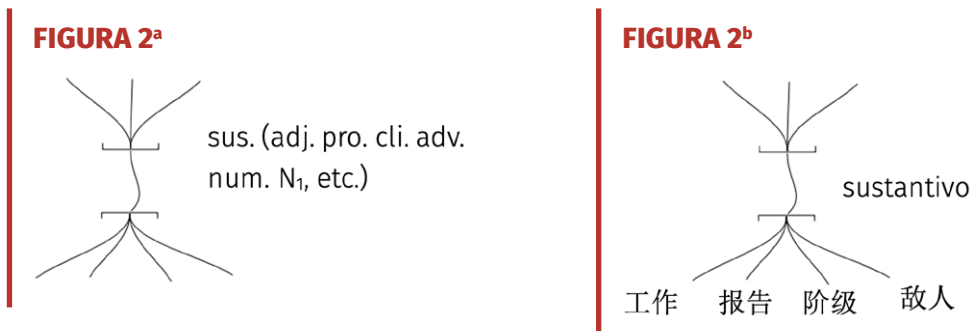 FIGURA 2ª
sus. (adj. pro. cli. adv.
num. N₁, etc.)
FIGURA 2ᵇ
sustantivo
工作 报告 阶级 敌人